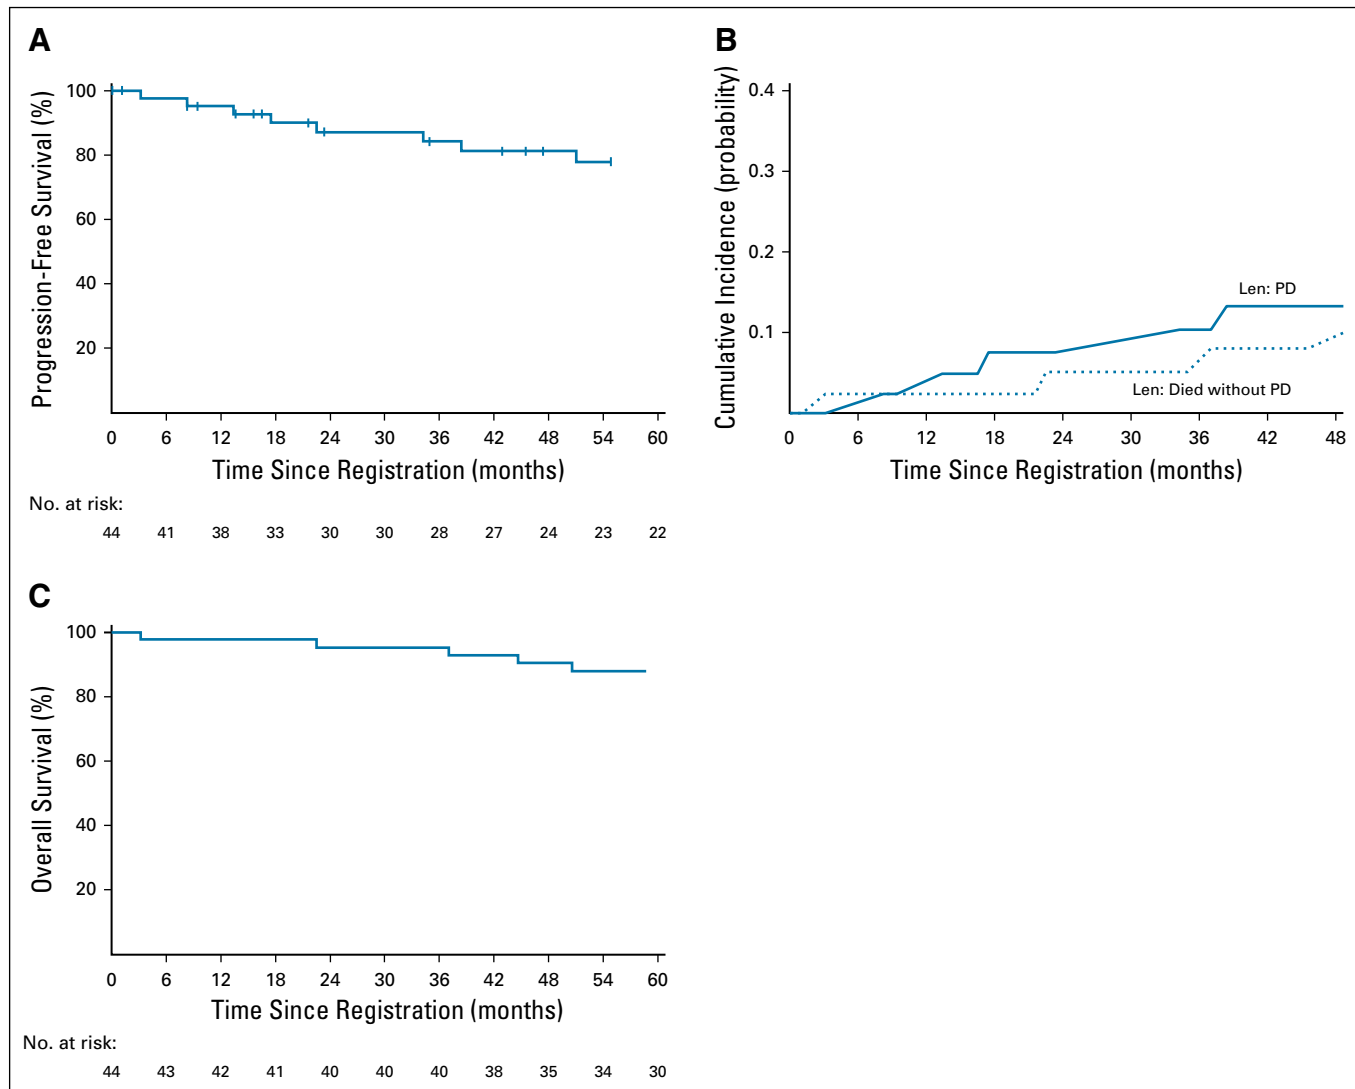 A
Progression-Free Survival (%)
100
80
60
40
20
0 6 12 18 24 30 36 42 48 54 60
Time Since Registration (months)
No. at risk:
44 41 38 33 30 30 28 27 24 23 22
B
Cumulative Incidence (probability)
0.4
0.3
0.2
0.1
Len: PD
Len: Died without PD
0 6 12 18 24 30 36 42 48
Time Since Registration (months)
C
Overall Survival (%)
100
80
60
40
20
0 6 12 18 24 30 36 42 48 54 60
Time Since Registration (months)
No. at risk:
44 43 42 41 40 40 40 38 35 34 30